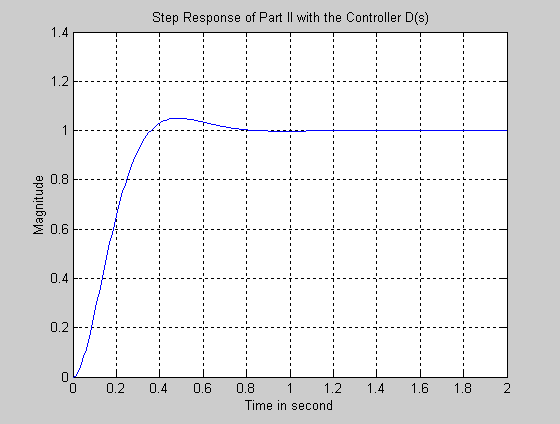 Step Response of Part II with the Controller D(s)
1.4
1.2
1
0.8
0.6
0.4
0.2
0
Magnitude
0 0.2 0.4 0.6 0.8 1 1.2 1.4 1.6 1.8 2
Time in second